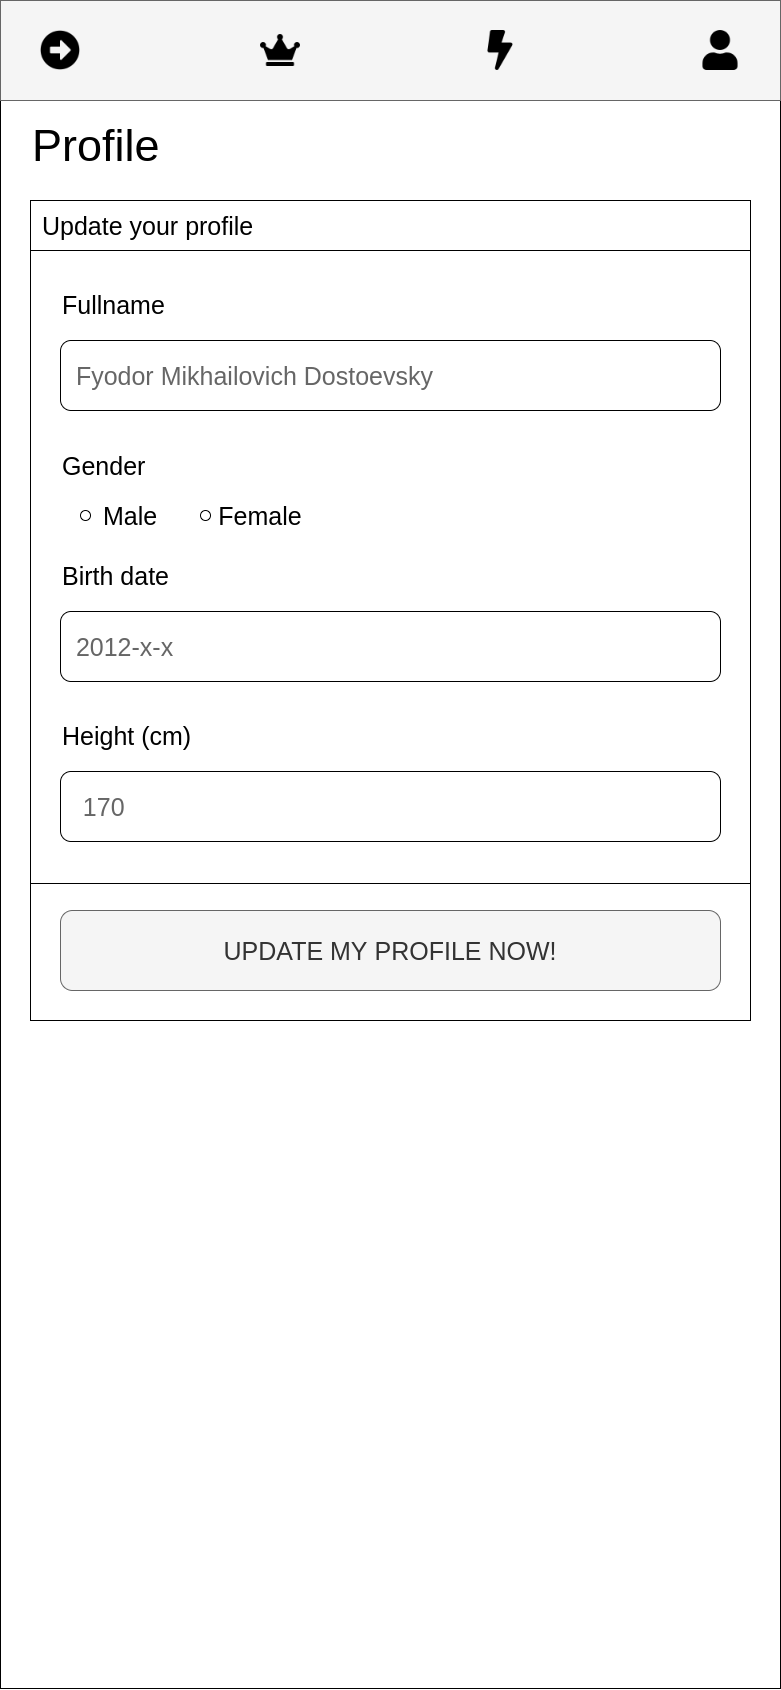 Profile
Update your profile
Fullname
Fyodor Mikhailovich Dostoevsky
Gender
Male Female
Birth date
2012-x-x
Height (cm)
170
UPDATE MY PROFILE NOW!